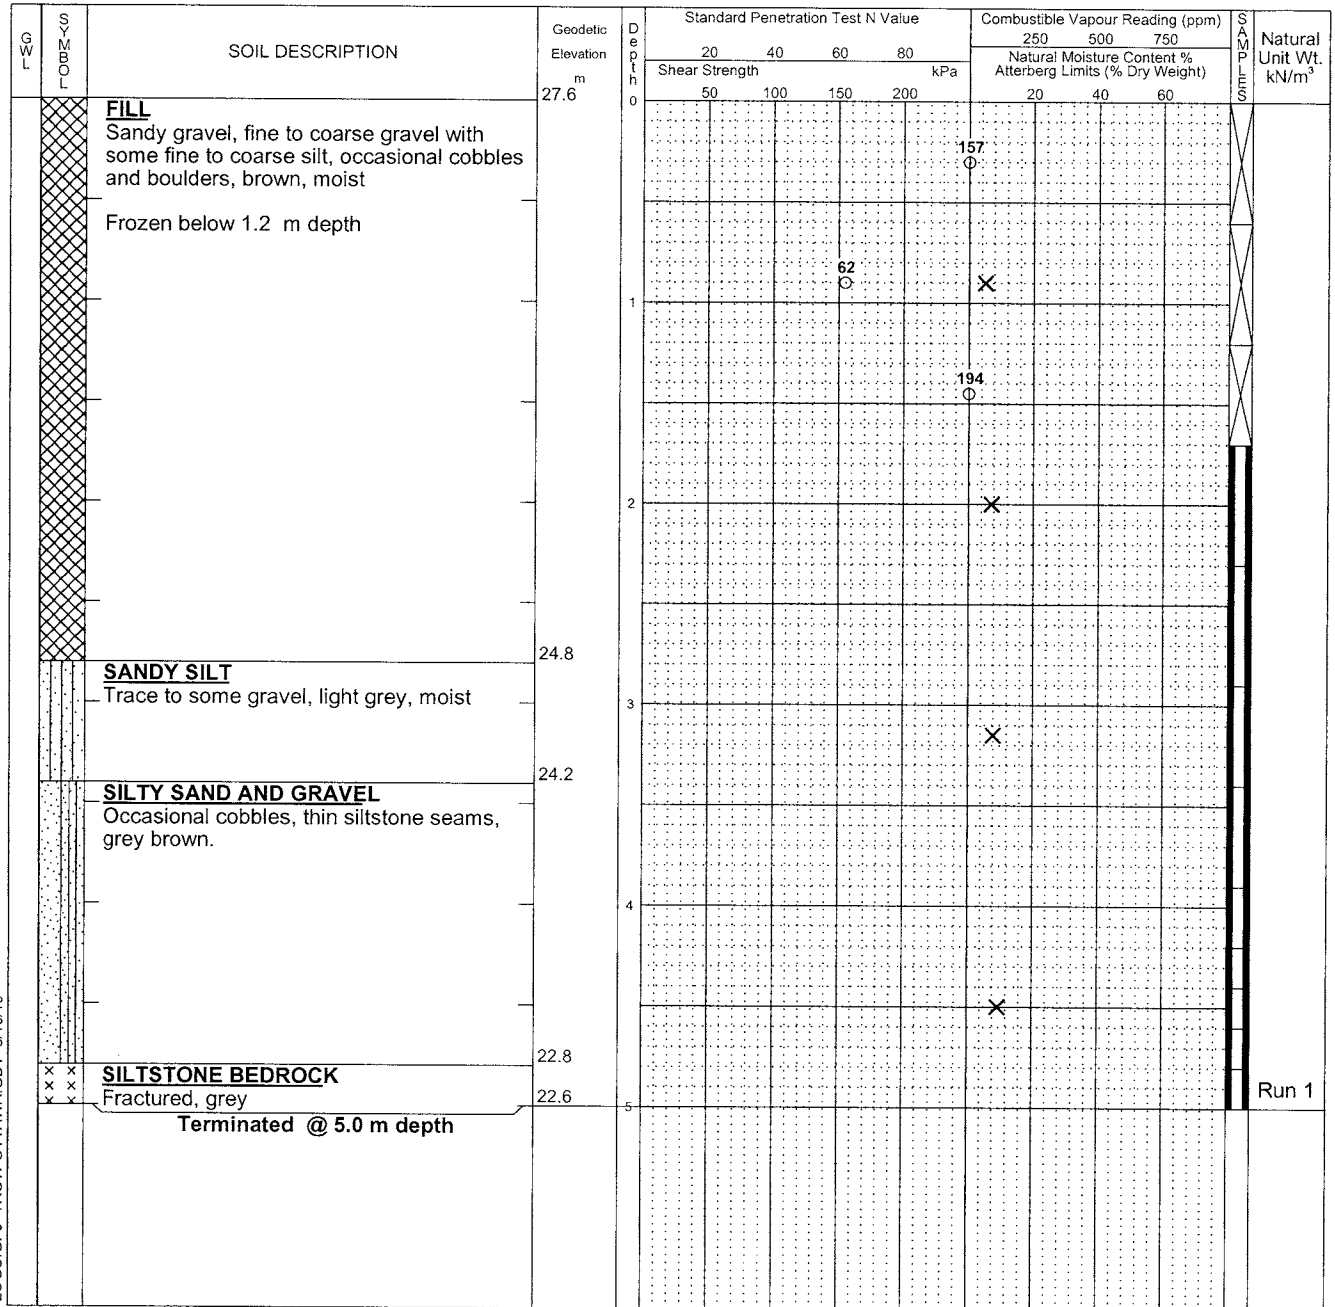 GWL
SYMBOL
SOIL DESCRIPTION
Geodetic
Elevation
m
Depth
Standard Penetration Test N Value
20 40 60 80
Shear Strength kPa
50 100 150 200
Combustible Vapour Reading (ppm)
250 500 750
Natural Moisture Content %
Atterberg Limits (% Dry Weight)
20 40 60
SAMPLES
Natural
Unit Wt.
kN/m³
27.6
0
FILL
Sandy gravel, fine to coarse gravel with
some fine to coarse silt, occasional cobbles
and boulders, brown, moist
157
Frozen below 1.2 m depth
62
1
194
2
24.8
SANDY SILT
Trace to some gravel, light grey, moist
3
24.2
SILTY SAND AND GRAVEL
Occasional cobbles, thin siltstone seams,
grey brown.
4
22.8
SILTSTONE BEDROCK
Fractured, grey
22.6
5
Run 1
Terminated @ 5.0 m depth